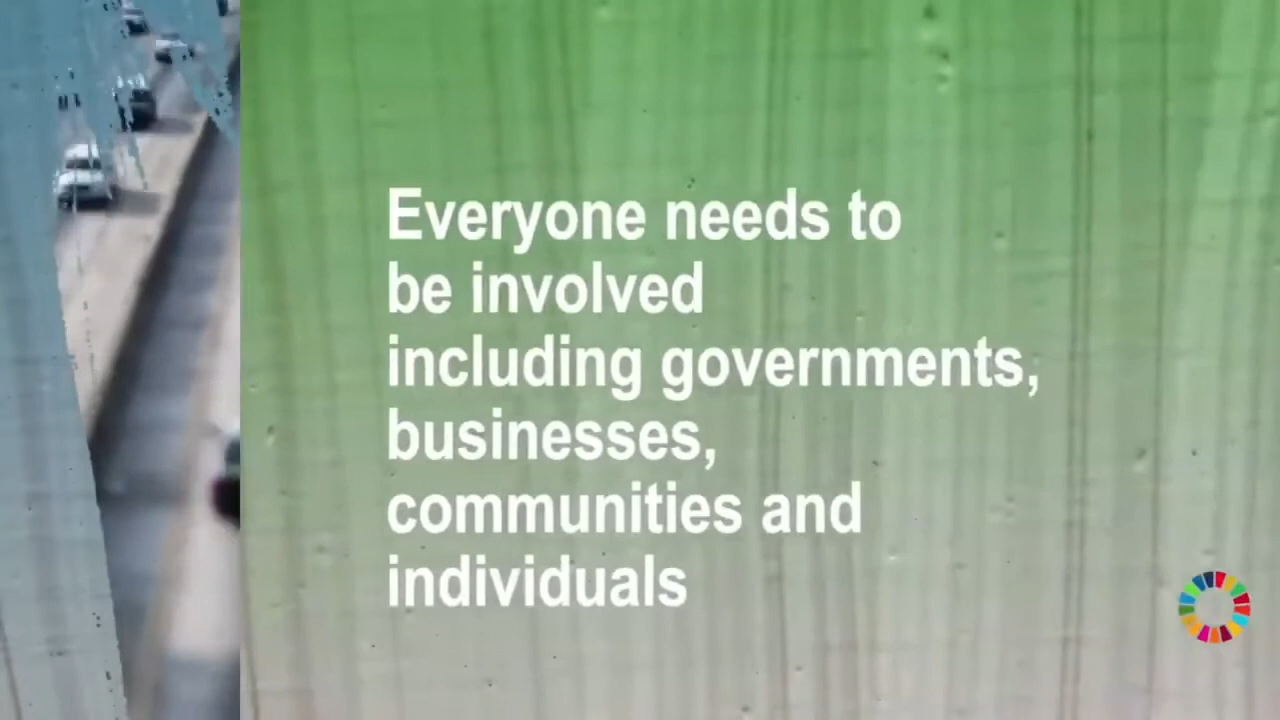 Everyone needs to
be involved
including governments,
businesses,
communities and
individuals